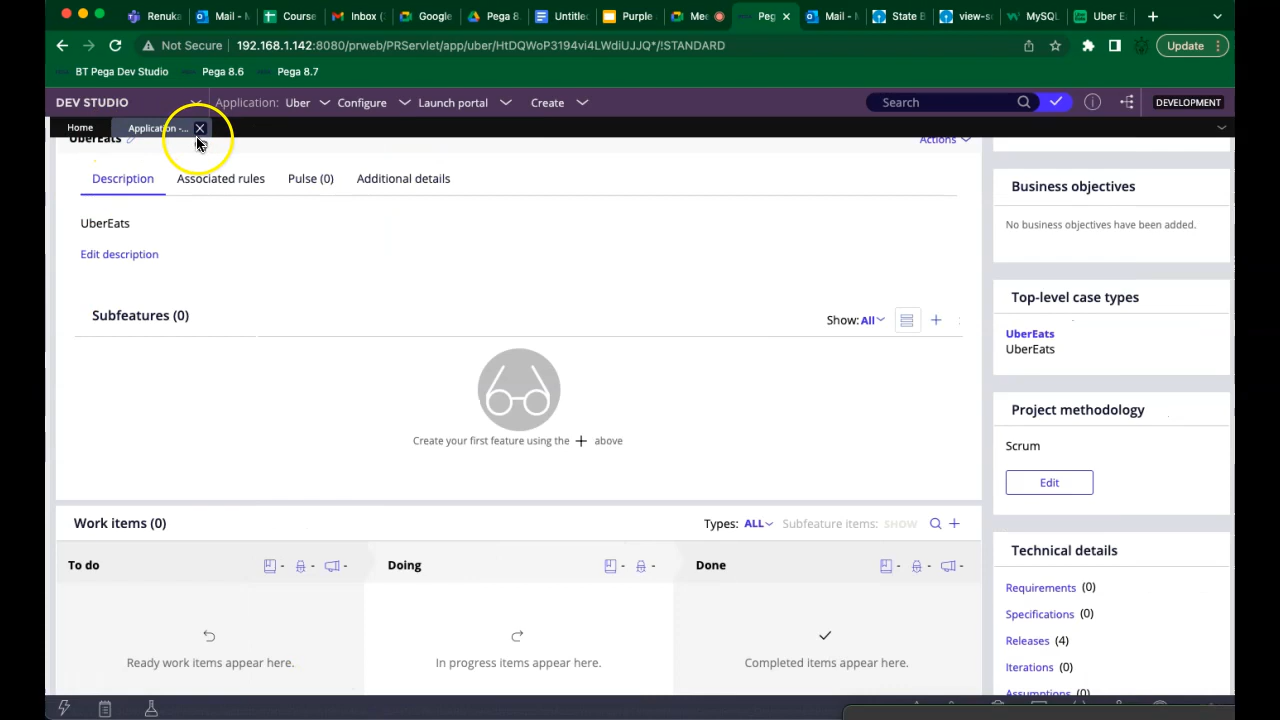 Renuka Mail - M Course Inbox ( Google Pega 8. Untitle Purple Mee Peg Mail - M State B view-s MySQL Uber E
Not Secure 192.168.1.142:8080/prweb/PRServlet/app/uber/HtDQWoP3194vi4LWdiUJJQ*/!STANDARD Update
BT Pega Dev Studio Pega 8.6 Pega 8.7
DEV STUDIO Application: Uber Configure Launch portal Create Search DEVELOPMENT
Home Application -...
UberEats Actions
Description Associated rules Pulse (0) Additional details
UberEats
Edit description
Subfeatures (0) Show: All
Create your first feature using the + above
Work items (0) Types: ALL Subfeature items: SHOW
To do - - - Doing - - Done - - -
Ready work items appear here. In progress items appear here. Completed items appear here.
Business objectives
No business objectives have been added.
Top-level case types
UberEats
UberEats
Project methodology
Scrum
Edit
Technical details
Requirements (0)
Specifications (0)
Releases (4)
Iterations (0)
Assumptions (0)